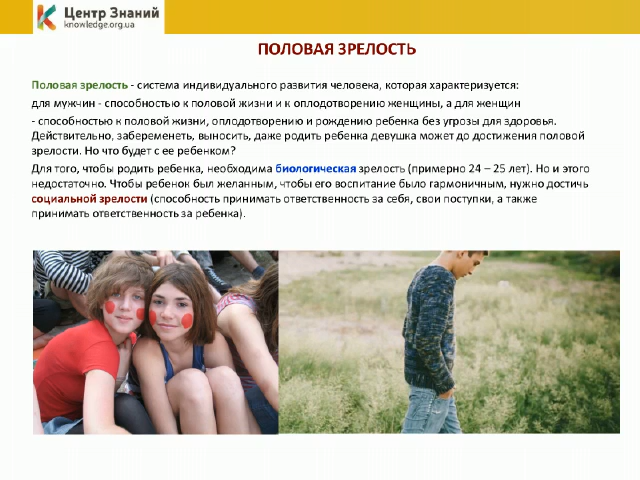 Центр Знаний
knowledge.org.ua
ПОЛОВАЯ ЗРЕЛОСТЬ
Половая зрелость - система индивидуального развития человека, которая характеризуется:
для мужчин - способностью к половой жизни и к оплодотворению женщины, а для женщин
- способностью к половой жизни, оплодотворению и рождению ребенка без угрозы для здоровья.
Действительно, забеременеть, выносить, даже родить ребенка девушка может до достижения половой
зрелости. Но что будет с ее ребенком?
Для того, чтобы родить ребенка, необходима биологическая зрелость (примерно 24 – 25 лет). Но и этого
недостаточно. Чтобы ребенок был желанным, чтобы его воспитание было гармоничным, нужно достичь
социальной зрелости (способность принимать ответственность за себя, свои поступки, а также
принимать ответственность за ребенка).